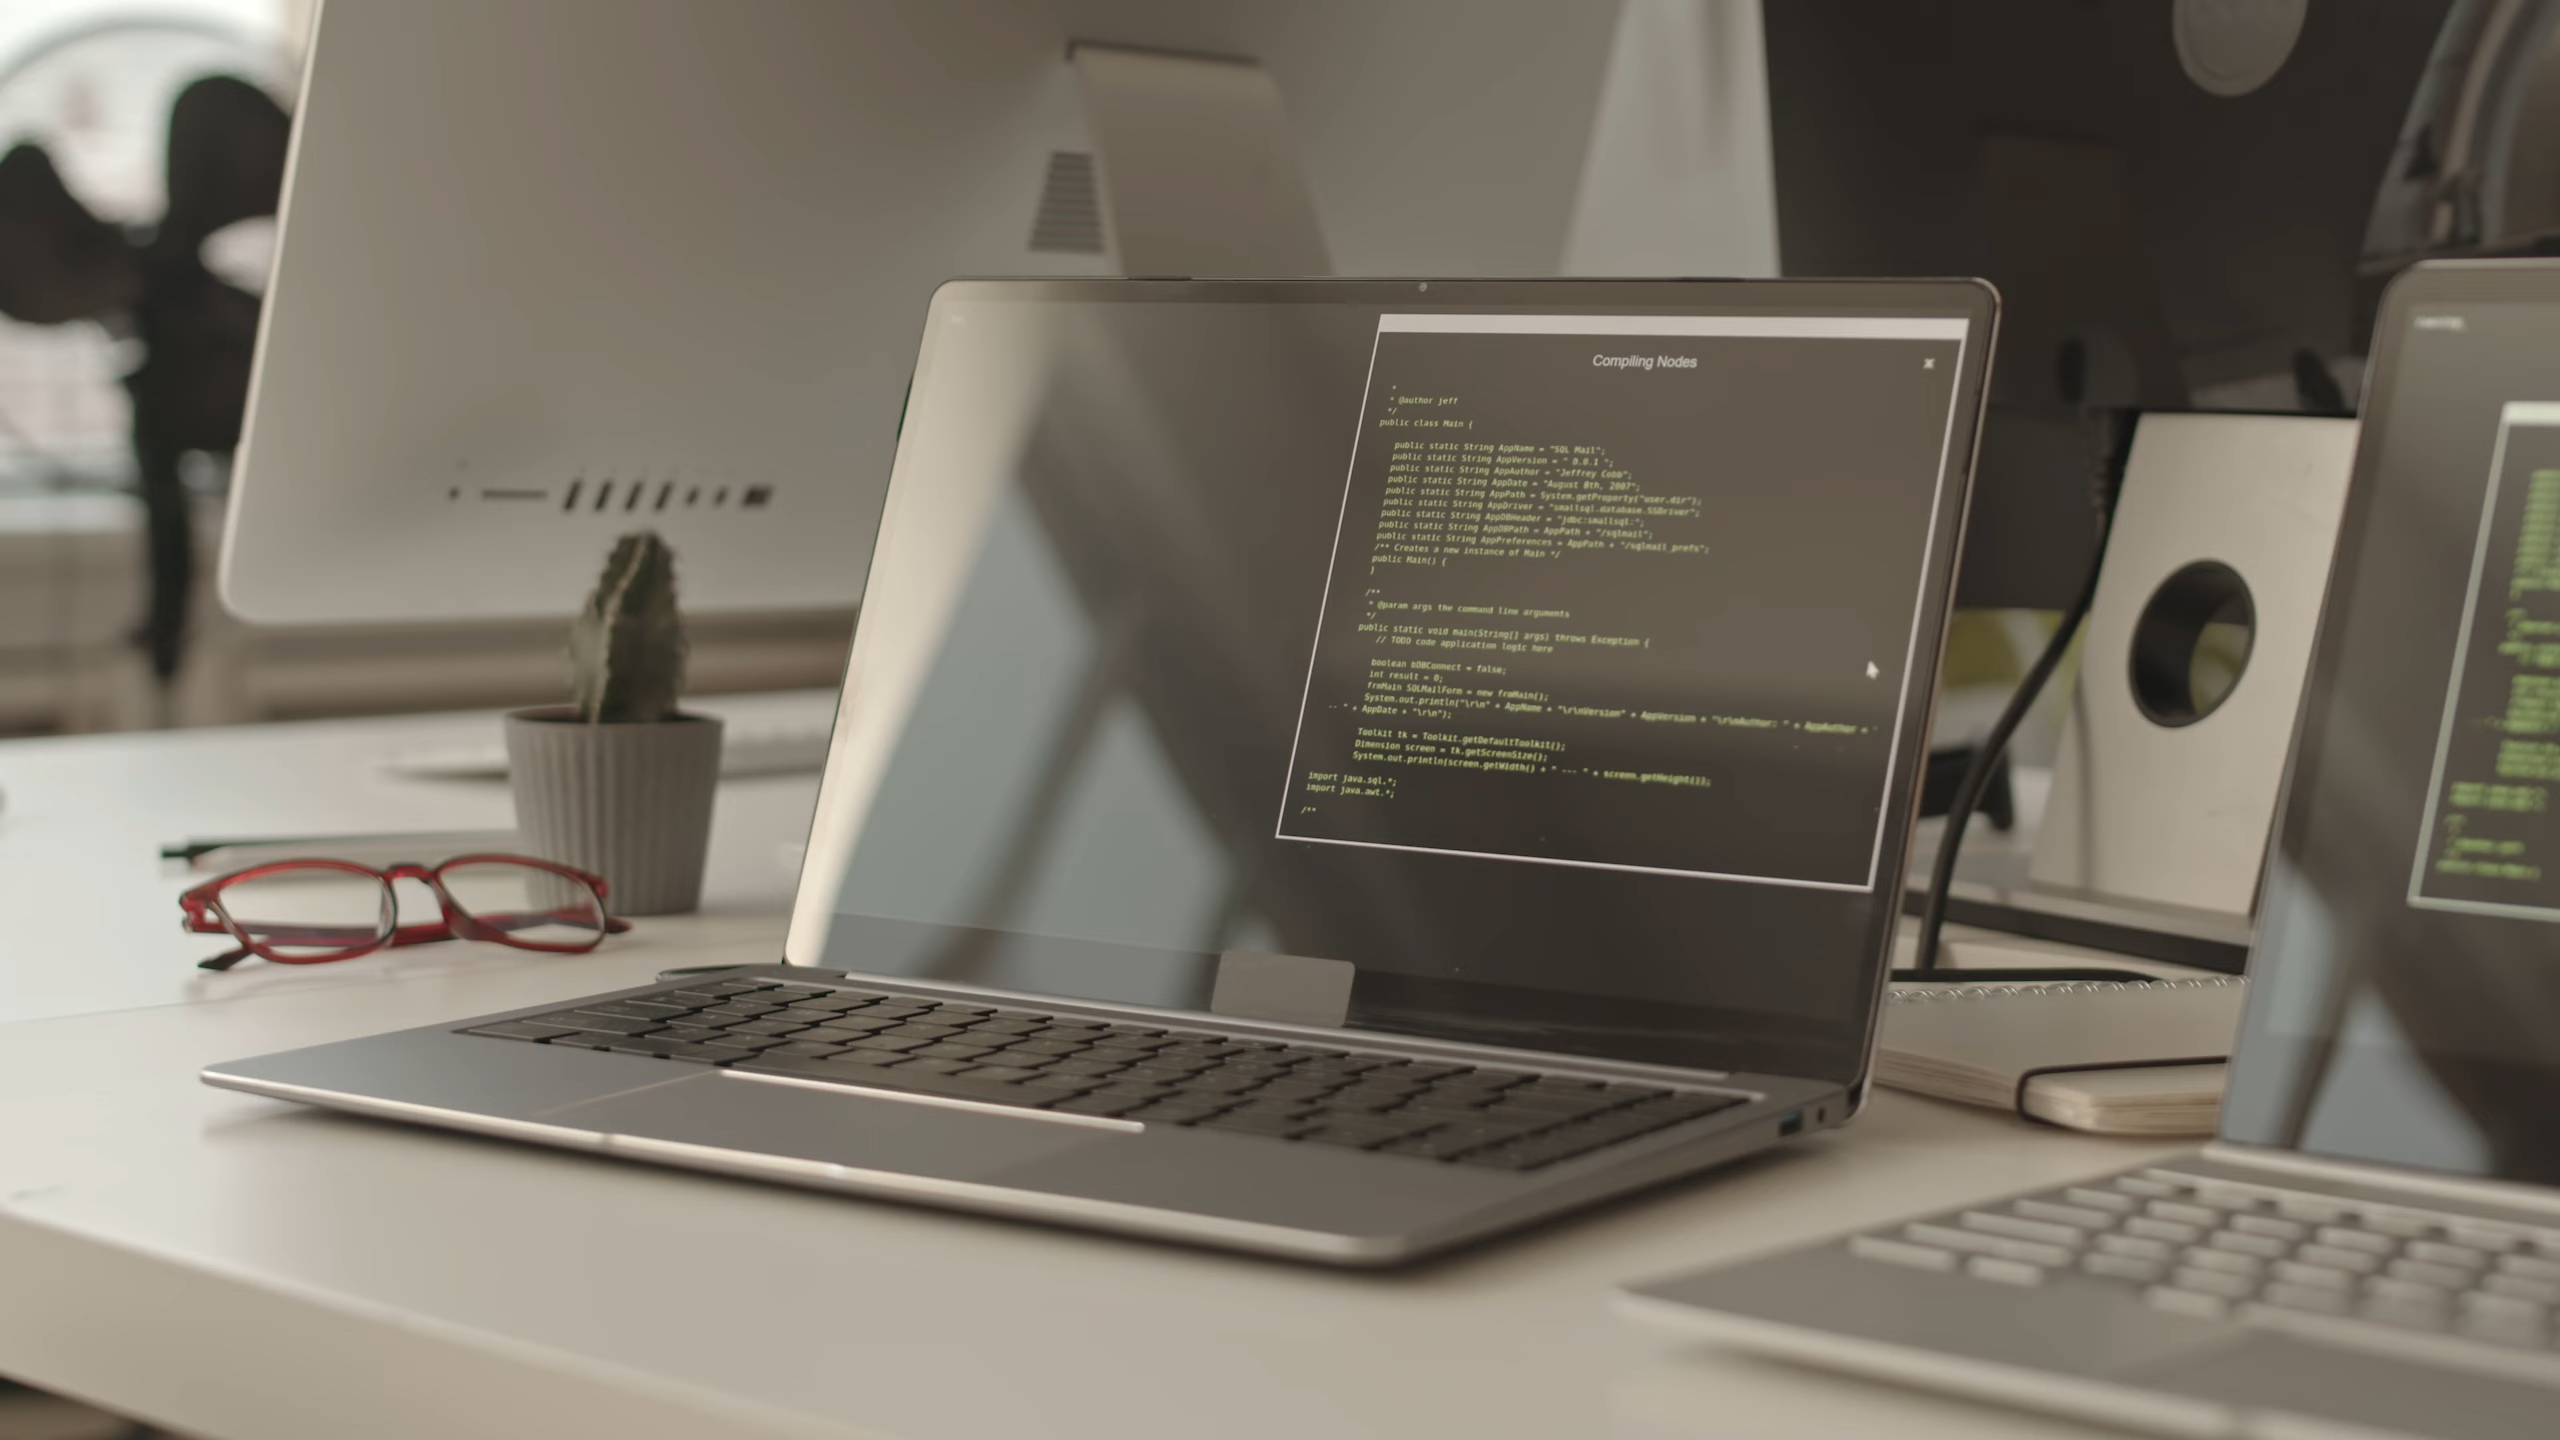 Compiling Nodes
*
* @author jeff
*/
public class Main {
public static String AppName = "SQL Mail";
public static String AppVersion = " 0.0.1 ";
public static String AppAuthor = "Jeffrey Cobb";
public static String AppDate = "August 8th, 2007";
public static String AppPath = System.getProperty("user.dir");
public static String AppDriver = "smallsql.database.SSDriver";
public static String AppDBHeader = "jdbc:smallsql:";
public static String AppDBPath = AppPath + "/sqlmail";
public static String AppPreferences = AppPath + "/sqlmail_prefs";
/** Creates a new instance of Main */
public Main() {
}
/**
* @param args the command line arguments
*/
public static void main(String[] args) throws Exception {
// TODO code application logic here
boolean bDBConnect = false;
int result = 0;
frmMain SQLMailForm = new frmMain();
System.out.println("\r\n" + AppName + "\r\nVersion" + AppVersion + "\r\nAuthor: " + AppAuthor + "
-- " + AppDate + "\r\n");
Toolkit tk = Toolkit.getDefaultToolkit();
Dimension screen = tk.getScreenSize();
System.out.println(screen.getWidth() + " --- " + screen.getHeight());
import java.sql.*;
import java.awt.*;
/**